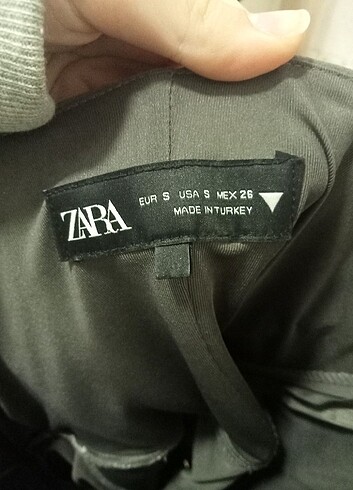 ZARA
EUR S USA S MEX 26
MADE IN TURKEY